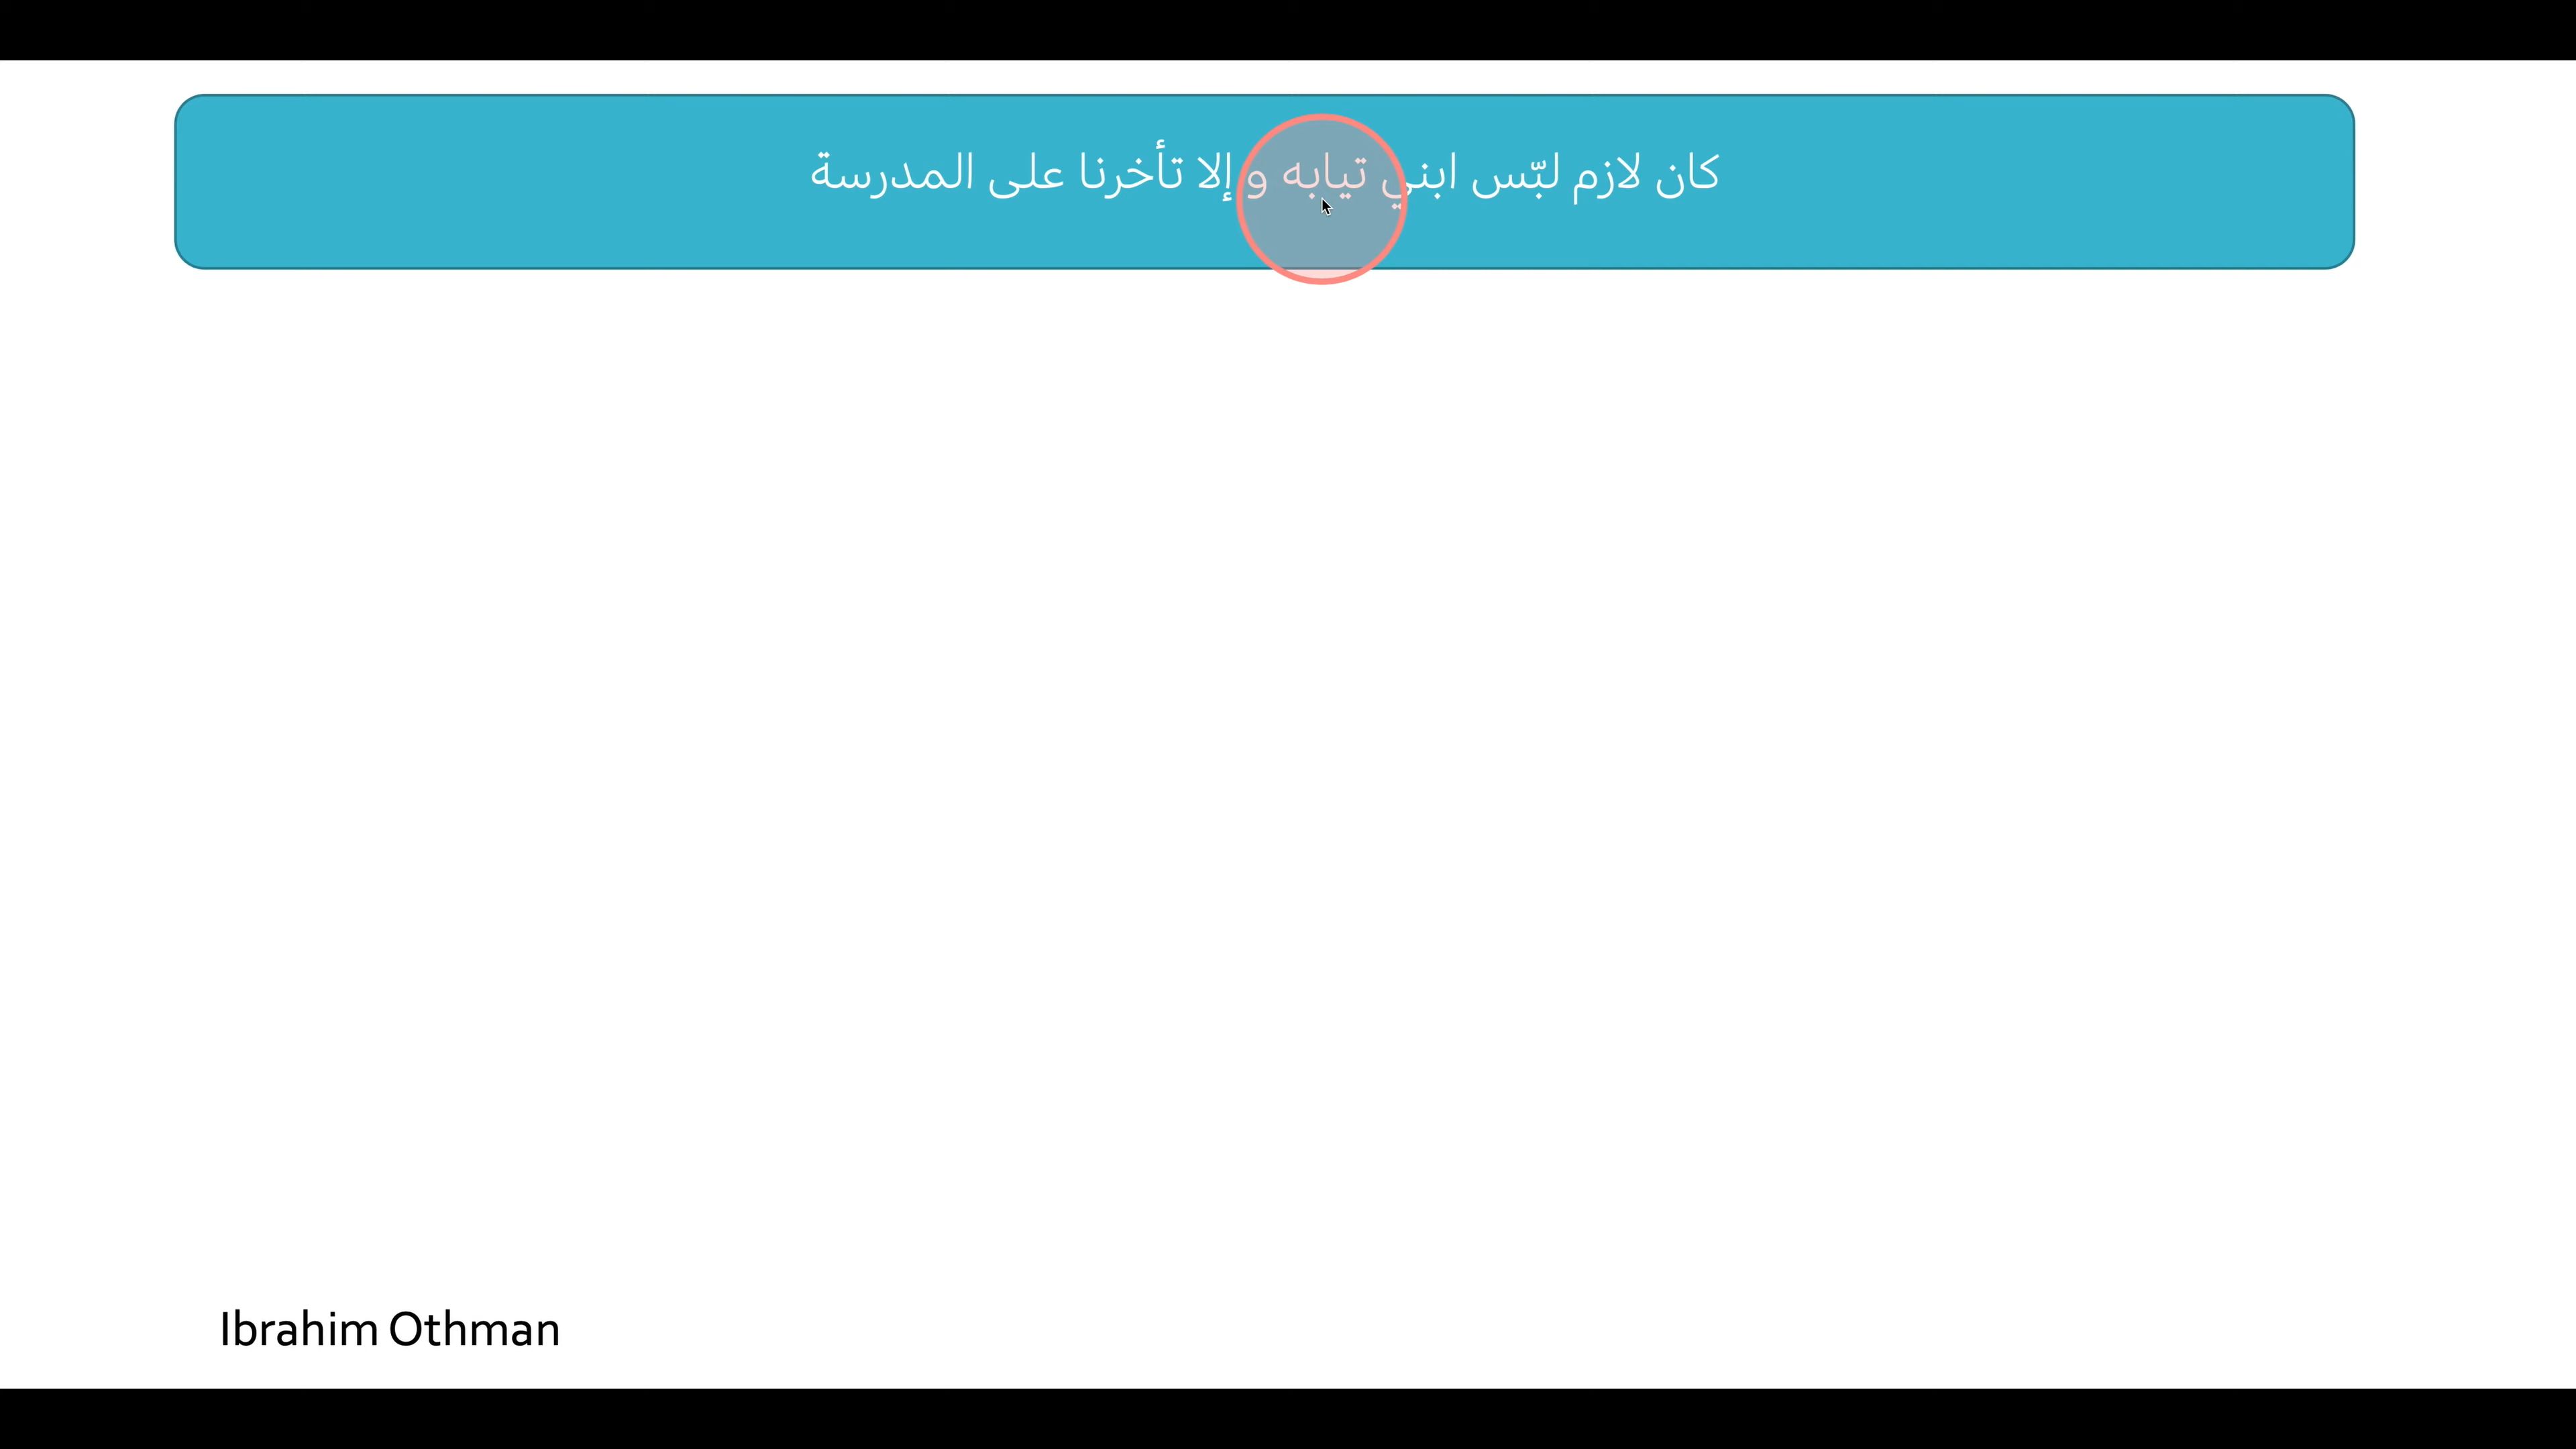 كان لازم لبّس ابني تيابه و إلا تأخرنا على المدرسة
Ibrahim Othman